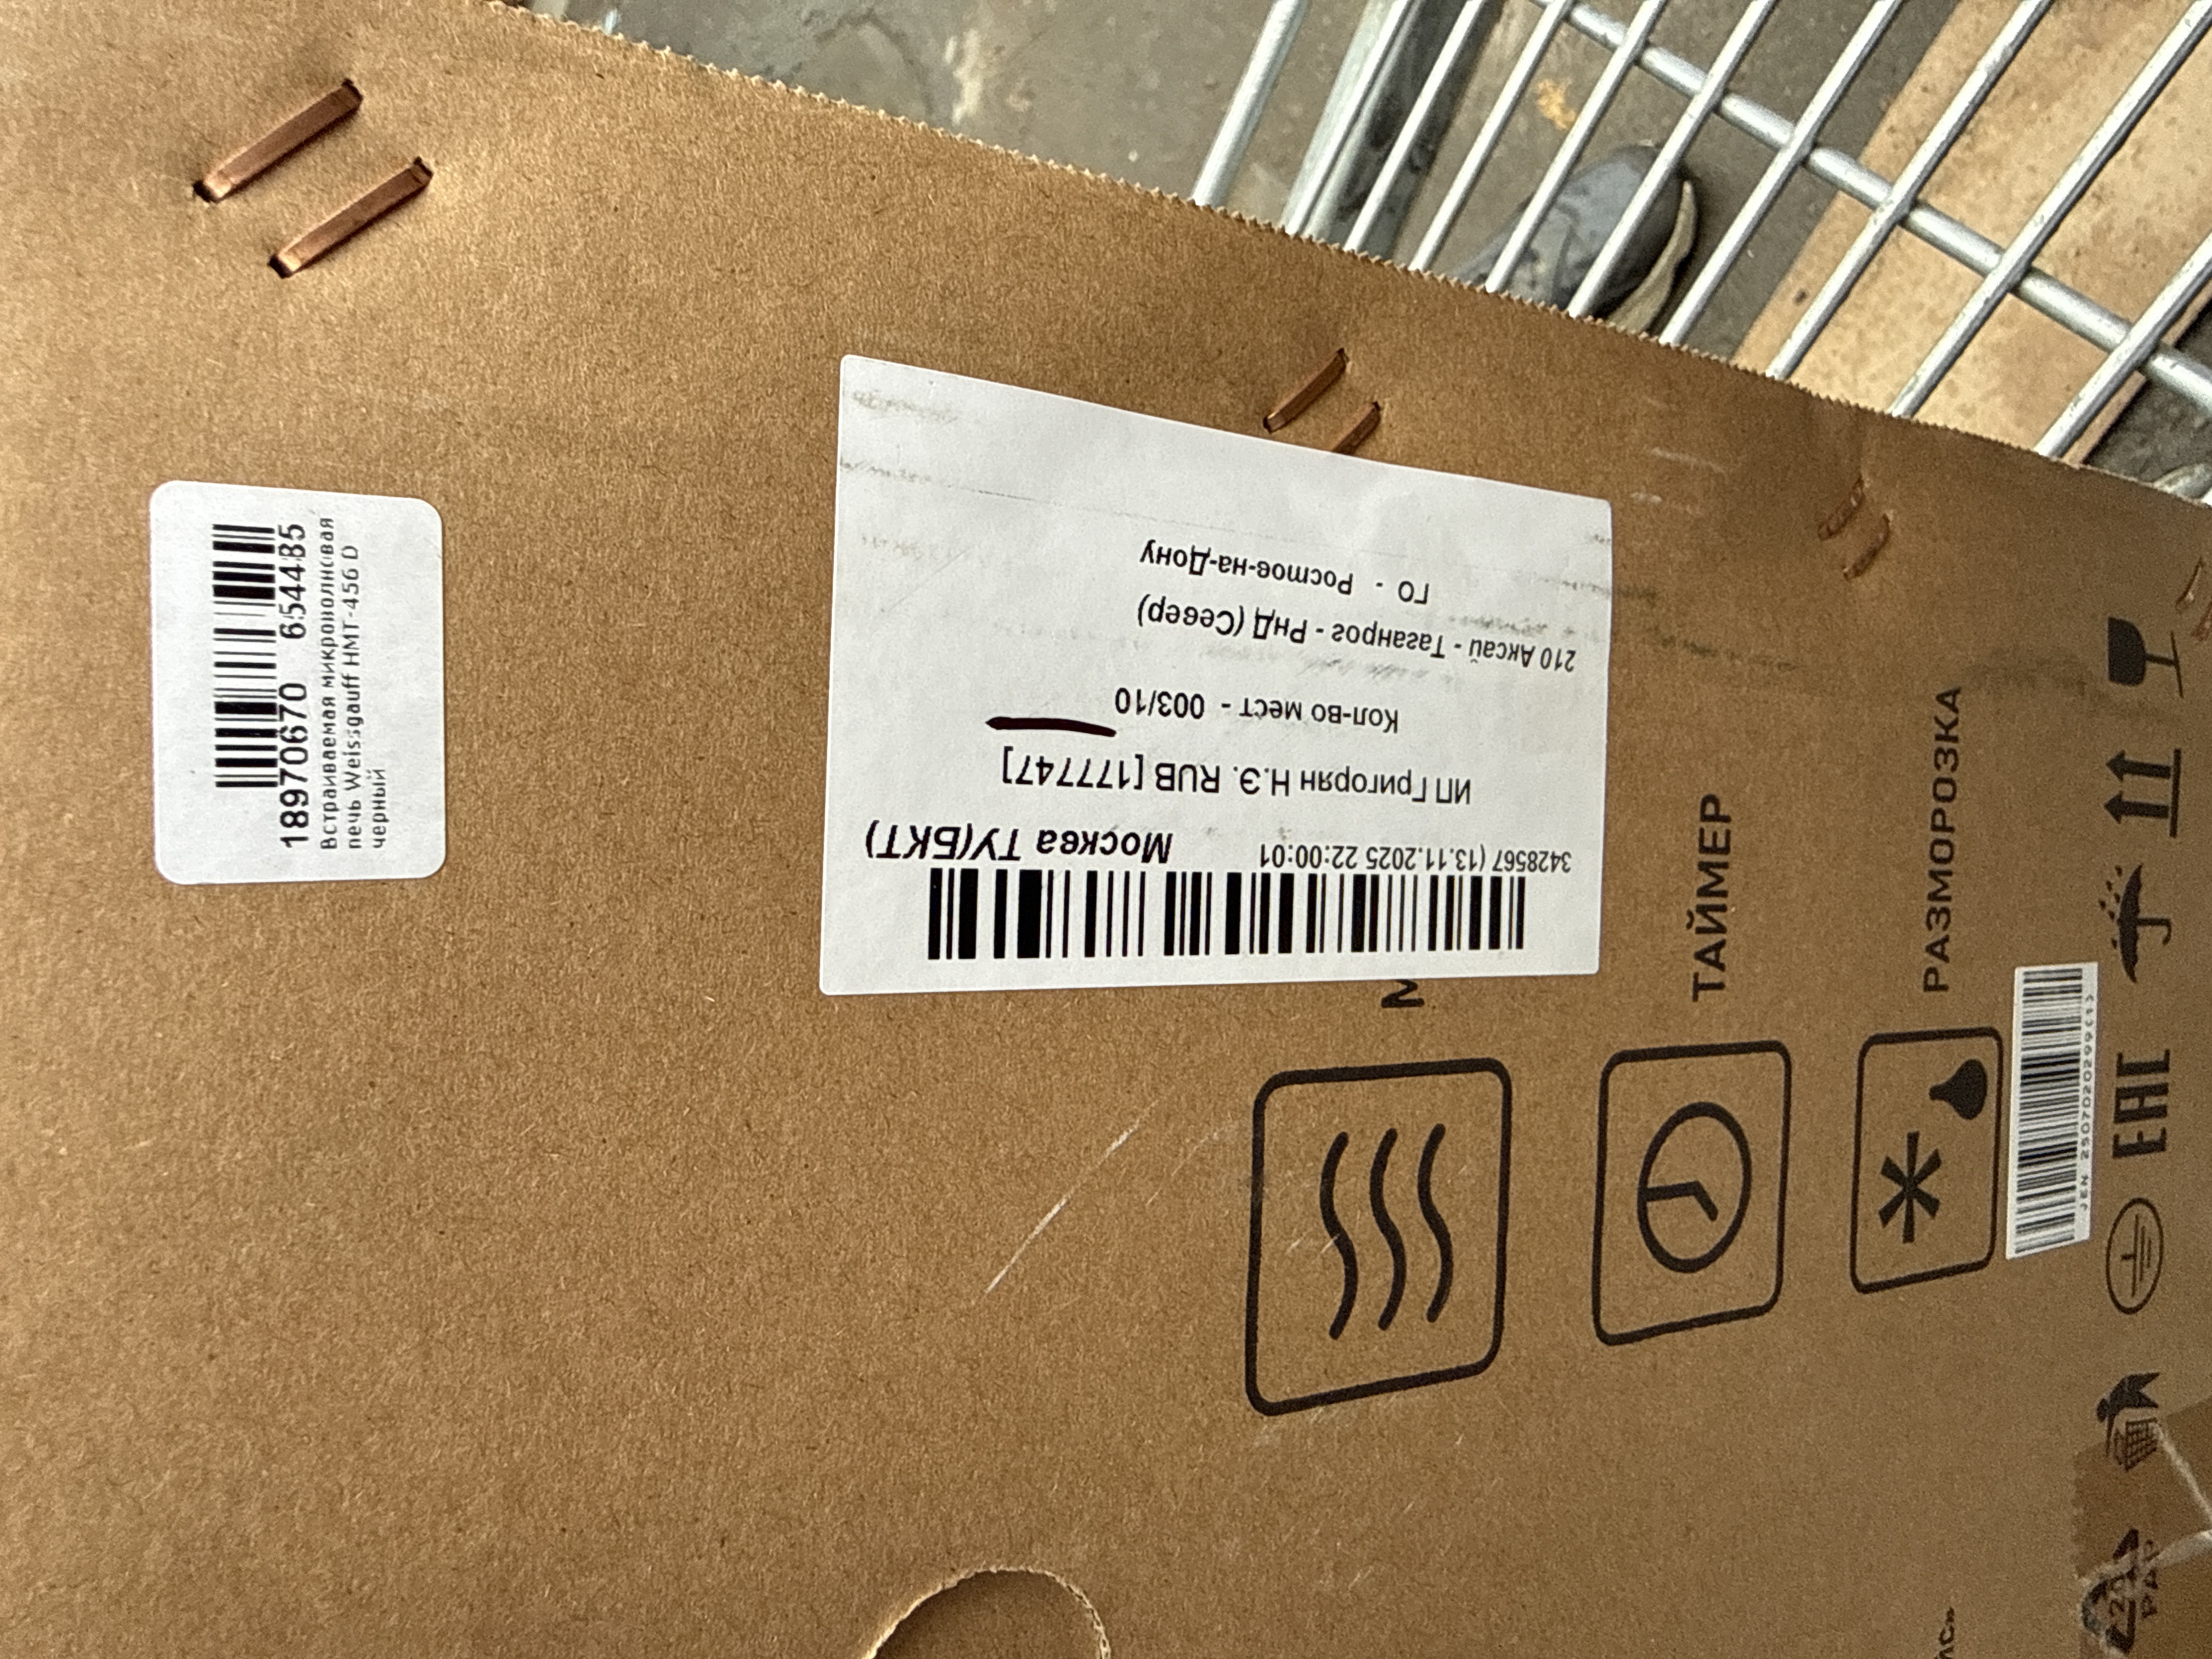 18970670 654485
Встраиваемая микроволновая
печь Weissgauff HMT-456 D
черный
3428567 (13.11.2025 22:00:01
Москва ТУ(БКТ)
ИП Григорян Н.Э. RUB [177747]
Кол-во мест - 003/10
210 Аксай - Таганрог - РнД (Север)
ГО - Ростов-на-Дону
ТАЙМЕР
РАЗМОРОЗКА
EAC
PAP